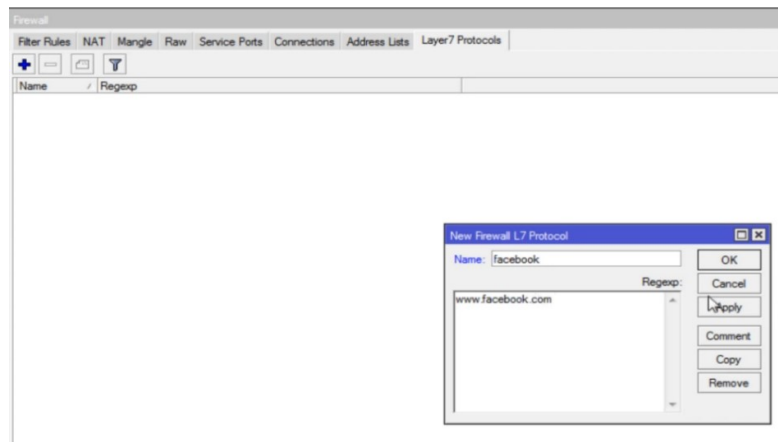 Firewall
Filter Rules NAT Mangle Raw Service Ports Connections Address Lists Layer7 Protocols
Name Regexp
New Firewall L7 Protocol
Name: facebook OK
Regexp: Cancel
www.facebook.com Apply
Comment
Copy
Remove